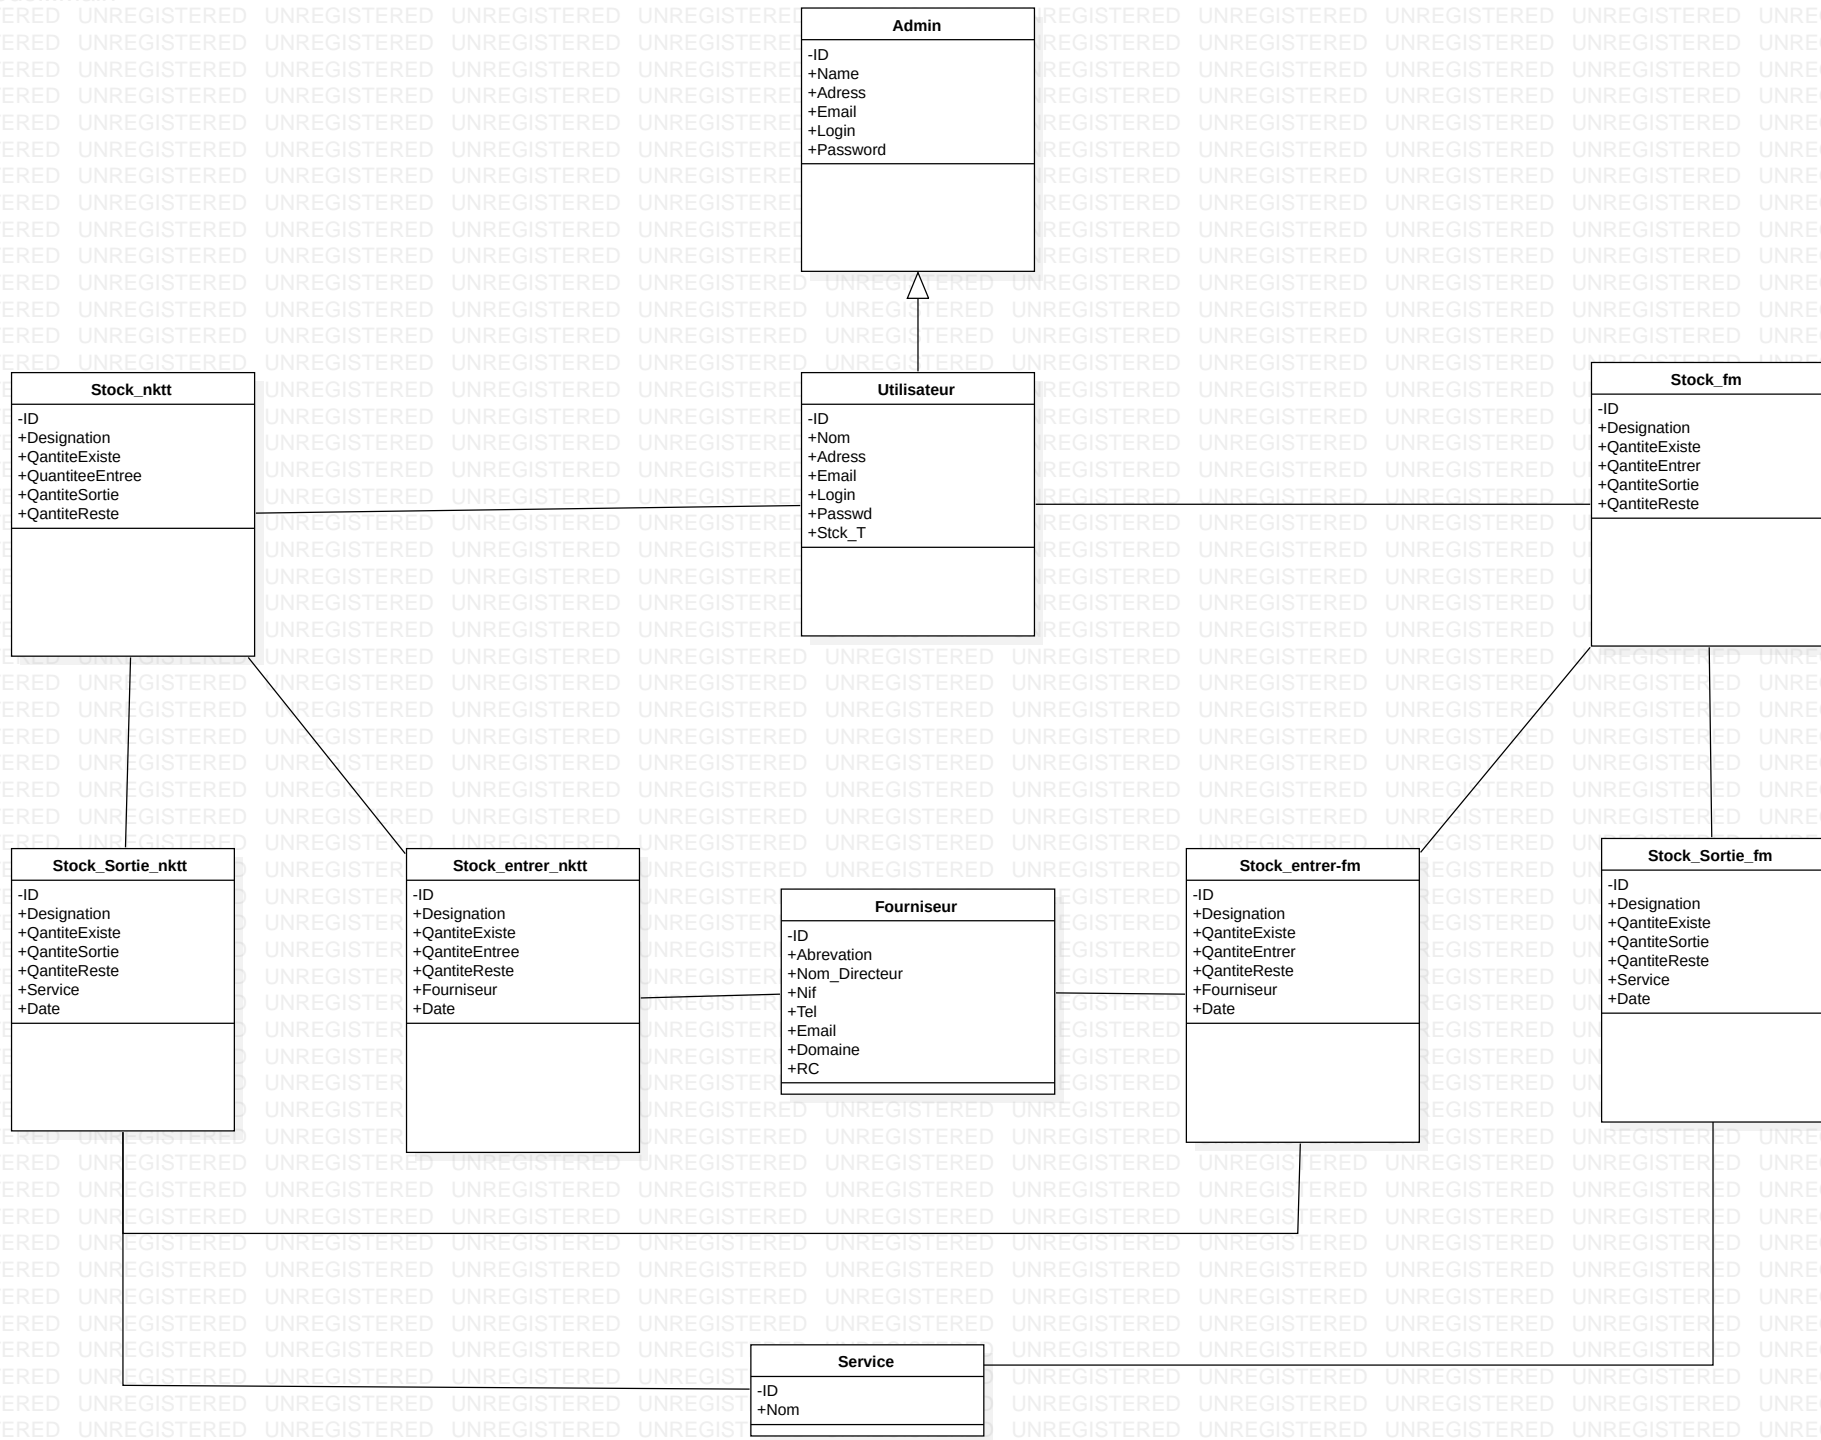 Admin
-ID
+Name
+Adress
+Email
+Login
+Password
Stock_nktt
-ID
+Designation
+QantiteExiste
+QuantiteeEntree
+QantiteSortie
+QantiteReste
Utilisateur
-ID
+Nom
+Adress
+Email
+Login
+Passwd
+Stck_T
Stock_fm
-ID
+Designation
+QantiteExiste
+QantiteEntrer
+QantiteSortie
+QantiteReste
Stock_Sortie_nktt
-ID
+Designation
+QantiteExiste
+QantiteSortie
+QantiteReste
+Service
+Date
Stock_entrer_nktt
-ID
+Designation
+QantiteExiste
+QantiteEntree
+QantiteReste
+Fourniseur
+Date
Fourniseur
-ID
+Abrevation
+Nom_Directeur
+Nif
+Tel
+Email
+Domaine
+RC
Stock_entrer-fm
-ID
+Designation
+QantiteExiste
+QantiteEntrer
+QantiteReste
+Fourniseur
+Date
Stock_Sortie_fm
-ID
+Designation
+QantiteExiste
+QantiteSortie
+QantiteReste
+Service
+Date
Service
-ID
+Nom